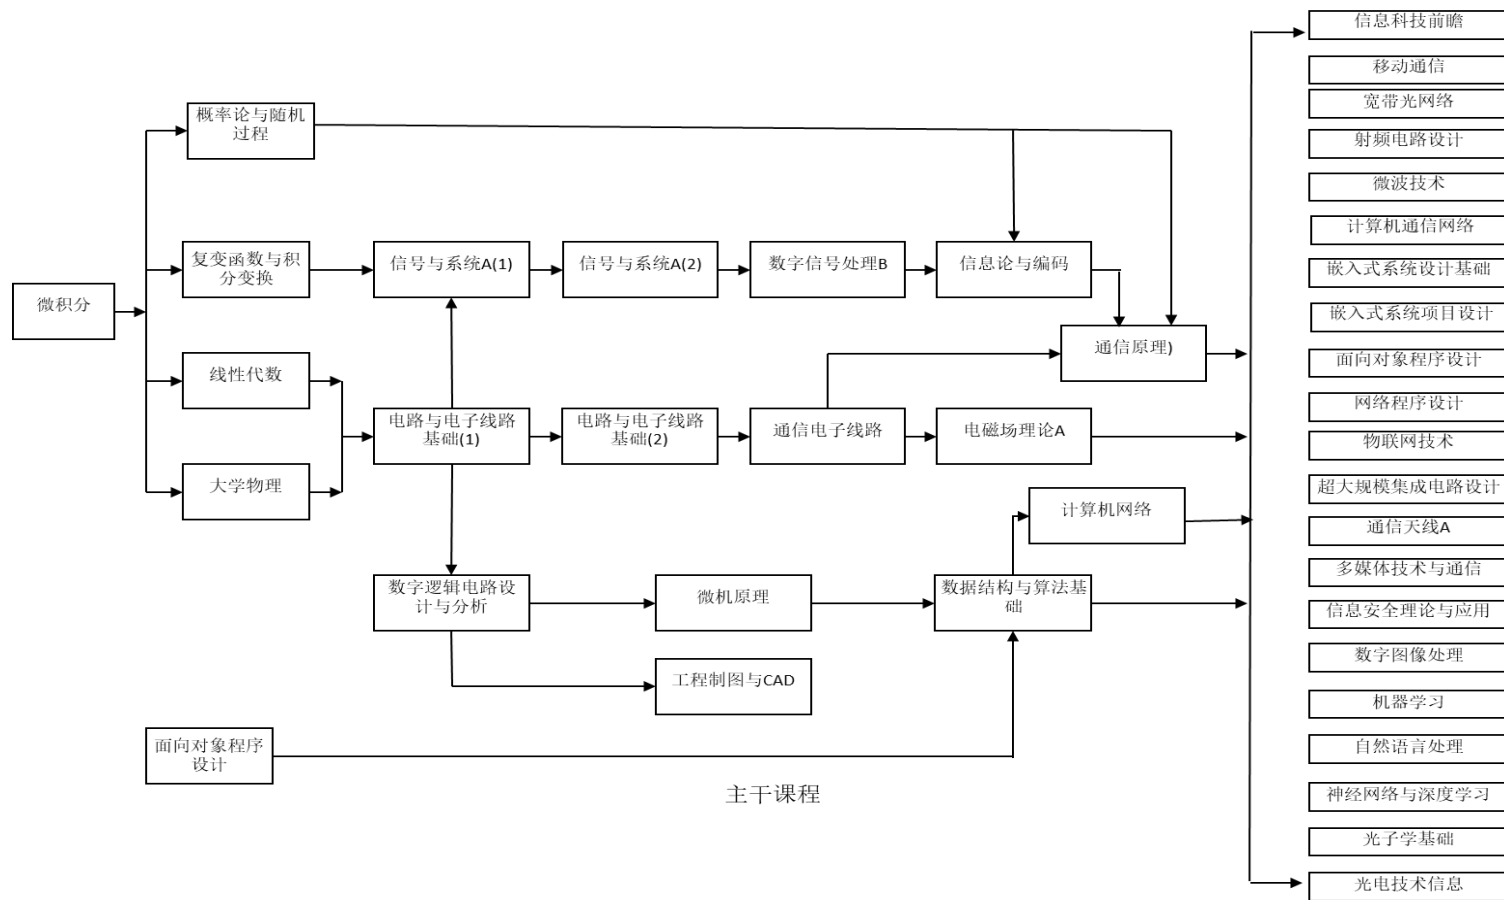 微积分
概率论与随机
过程
复变函数与积
分变换
线性代数
大学物理
信号与系统A(1)
信号与系统A(2)
数字信号处理B
信息论与编码
通信原理)
电路与电子线路
基础(1)
电路与电子线路
基础(2)
通信电子线路
电磁场理论A
计算机网络
数字逻辑电路设
计与分析
微机原理
数据结构与算法基
础
工程制图与CAD
面向对象程序
设计
主干课程
信息科技前瞻
移动通信
宽带光网络
射频电路设计
微波技术
计算机通信网络
嵌入式系统设计基础
嵌入式系统项目设计
面向对象程序设计
网络程序设计
物联网技术
超大规模集成电路设计
通信天线A
多媒体技术与通信
信息安全理论与应用
数字图像处理
机器学习
自然语言处理
神经网络与深度学习
光子学基础
光电技术信息